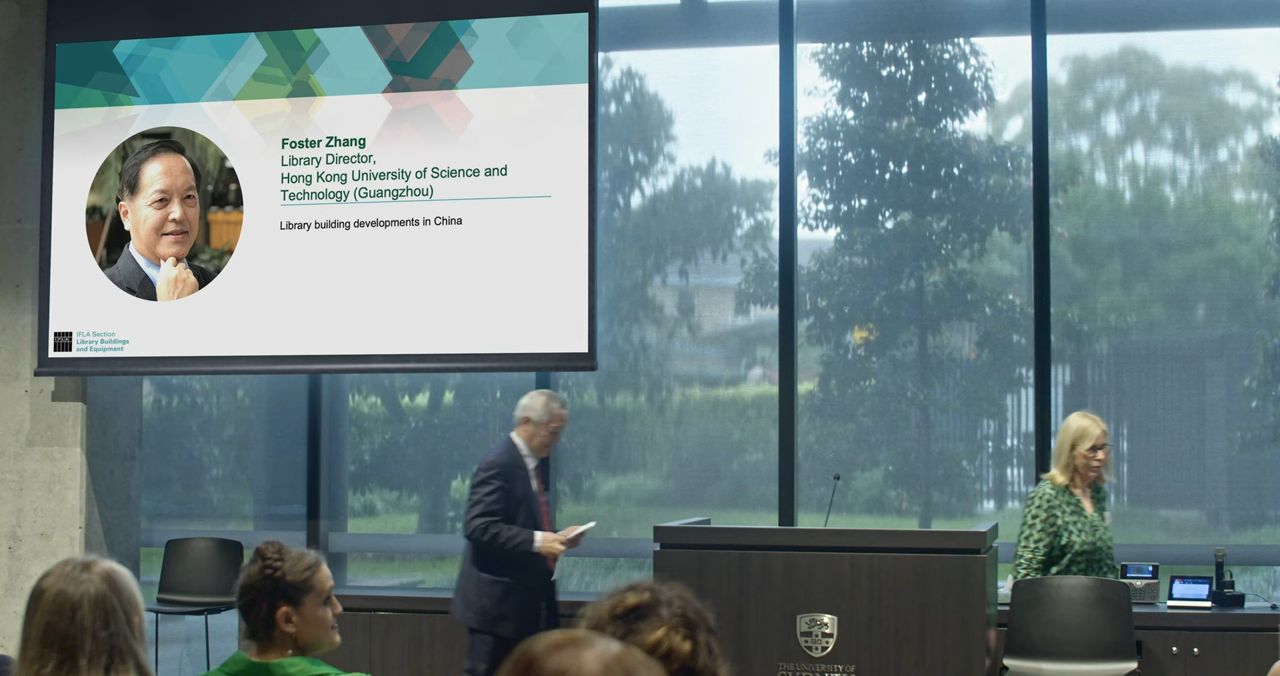 Foster Zhang
Library Director,
Hong Kong University of Science and
Technology (Guangzhou)
Library building developments in China
IFLA Section
Library Buildings
and Equipment
THE UNIVERSITY OF
SYDNEY